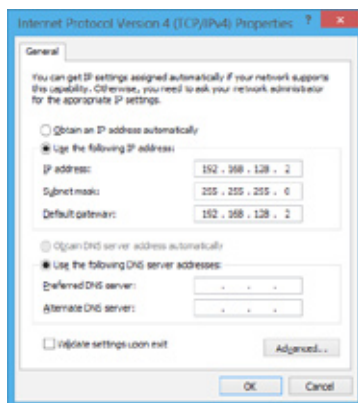 Internet Protocol Version 4 (TCP/IPv4) Properties ? ×
General
You can get IP settings assigned automatically if your network supports
this capability. Otherwise, you need to ask your network administrator
for the appropriate IP settings.
Obtain an IP address automatically
Use the following IP address:
IP address: 192 . 168 . 128 . 2
Subnet mask: 255 . 255 . 255 . 0
Default gateway: 192 . 168 . 128 . 2
Obtain DNS server address automatically
Use the following DNS server addresses:
Preferred DNS server: . . .
Alternate DNS server: . . .
Validate settings upon exit
Advanced...
OK Cancel